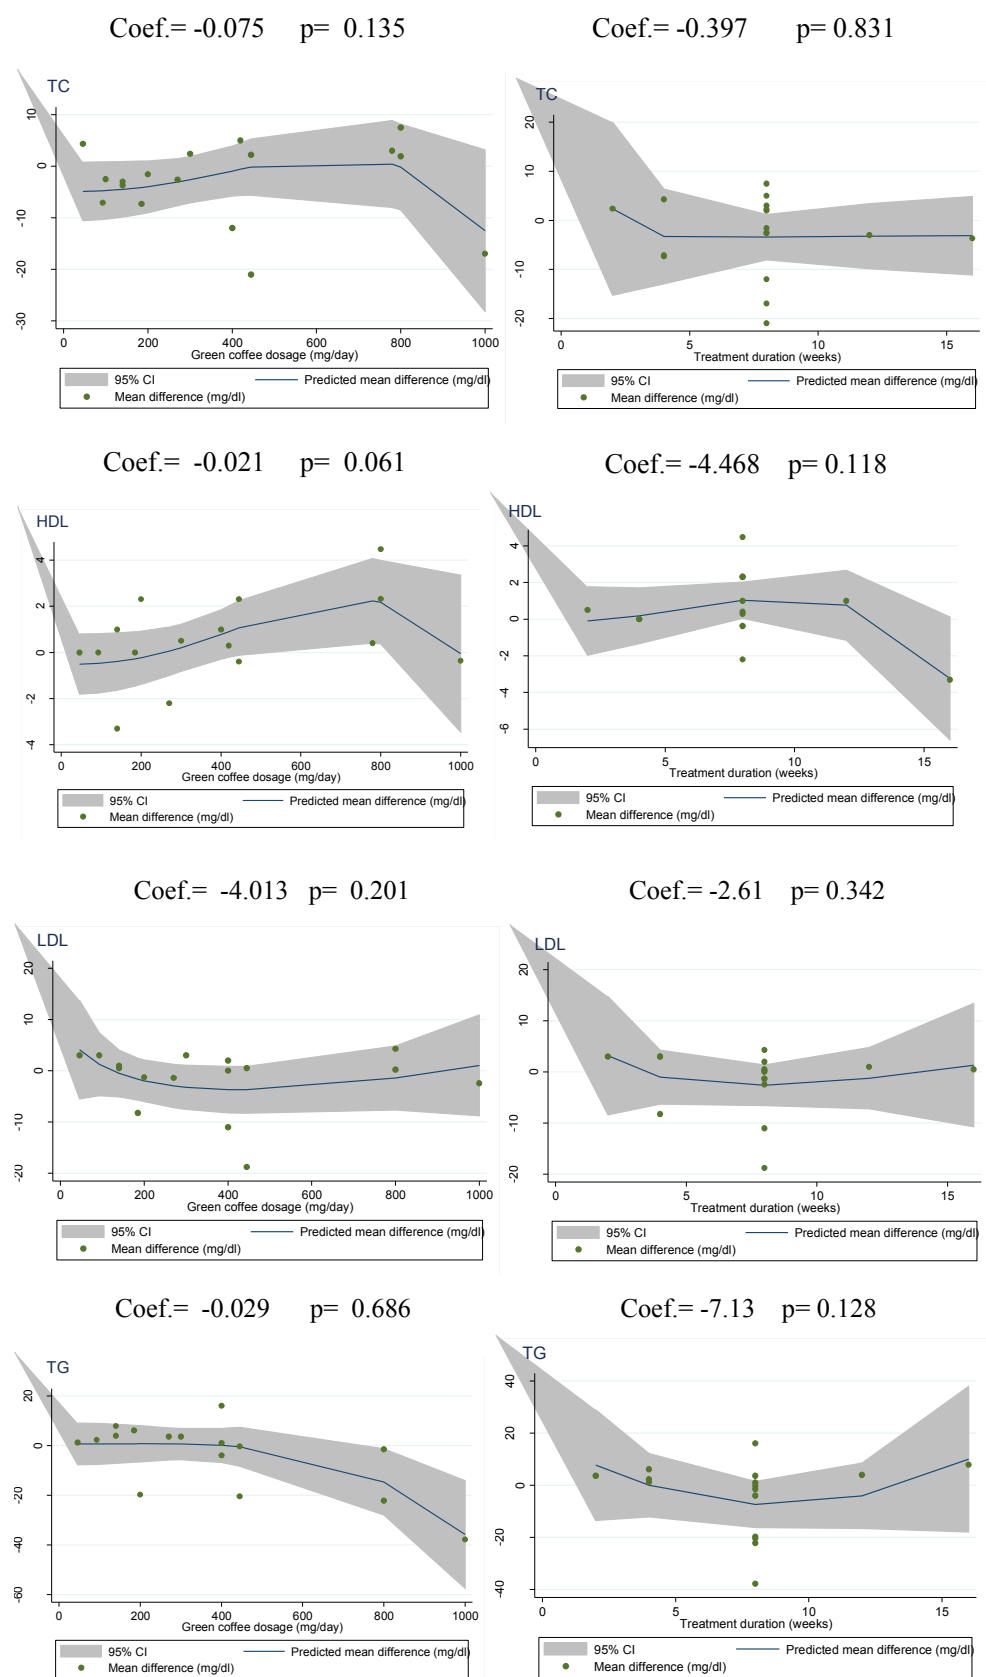 Coef.= -0.075 p= 0.135
Coef.= -0.397 p= 0.831
TC
10
0
-10
-20
-30
0 200 400 600 800 1000
Green coffee dosage (mg/day)
95% CI Predicted mean difference (mg/dl)
Mean difference (mg/dl)
TC
20
10
0
-10
-20
0 5 10 15
Treatment duration (weeks)
95% CI Predicted mean difference (mg/dl)
Mean difference (mg/dl)
Coef.= -0.021 p= 0.061
Coef.= -4.468 p= 0.118
HDL
4
2
0
-2
-4
0 200 400 600 800 1000
Green coffee dosage (mg/day)
95% CI Predicted mean difference (mg/dl)
Mean difference (mg/dl)
HDL
4
2
0
-2
-4
-6
0 5 10 15
Treatment duration (weeks)
95% CI Predicted mean difference (mg/dl)
Mean difference (mg/dl)
Coef.= -4.013 p= 0.201
Coef.= -2.61 p= 0.342
LDL
20
10
0
-10
-20
0 200 400 600 800 1000
Green coffee dosage (mg/day)
95% CI Predicted mean difference (mg/dl)
Mean difference (mg/dl)
LDL
20
10
0
-10
-20
0 5 10 15
Treatment duration (weeks)
95% CI Predicted mean difference (mg/dl)
Mean difference (mg/dl)
Coef.= -0.029 p= 0.686
Coef.= -7.13 p= 0.128
TG
20
0
-20
-40
-60
0 200 400 600 800 1000
Green coffee dosage (mg/day)
95% CI Predicted mean difference (mg/dl)
Mean difference (mg/dl)
TG
40
20
0
-20
-40
0 5 10 15
Treatment duration (weeks)
95% CI Predicted mean difference (mg/dl)
Mean difference (mg/dl)